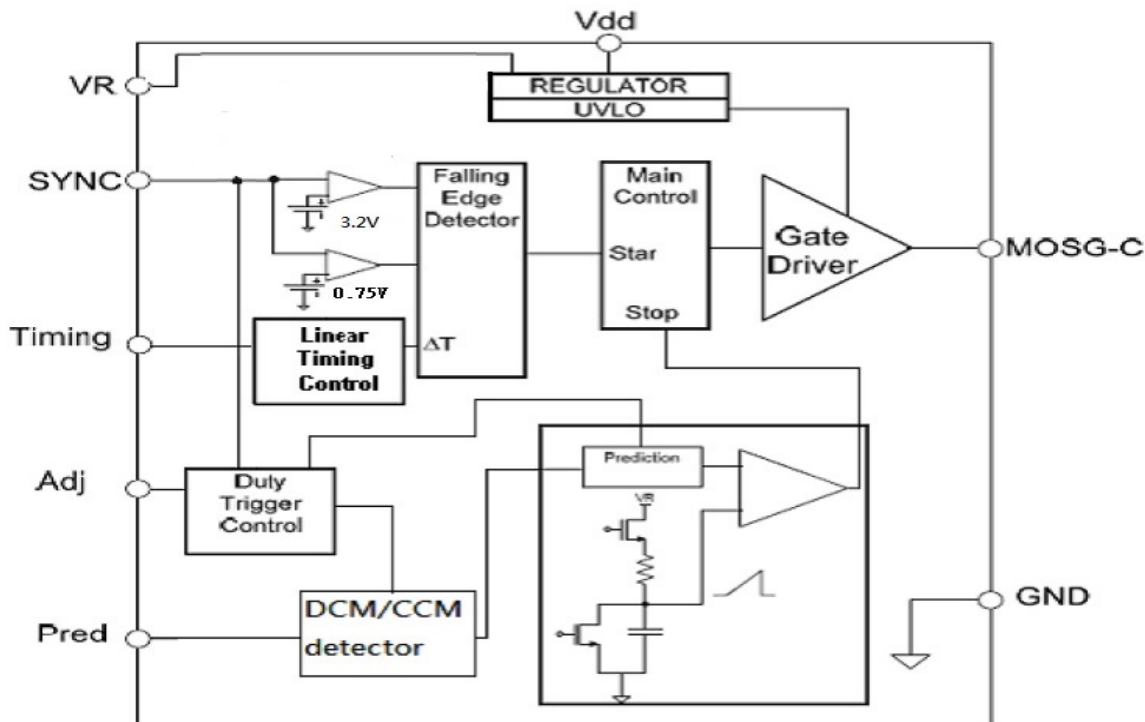 Vdd
VR
REGULATOR
UVLO
SYNC
Falling
Edge
Detector
Main
Control
3.2V
Star
Gate
Driver
MOSG-C
0.75V
Stop
Timing
Linear
Timing
Control
ΔT
Prediction
Adj
Duly
Trigger
Control
VR
DCM/CCM
detector
Pred
GND